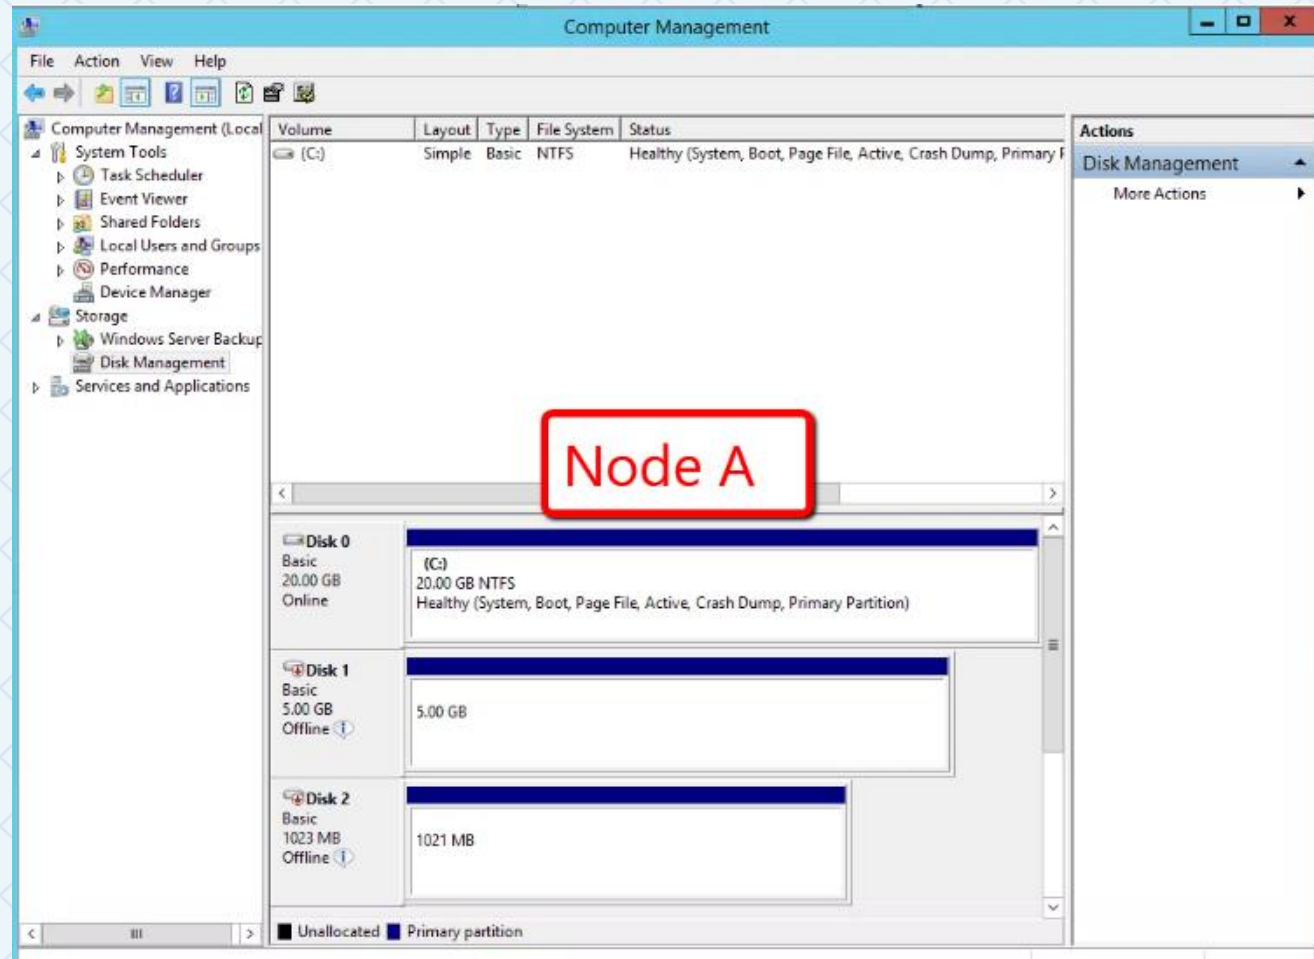 Computer Management
File Action View Help
Computer Management (Local
System Tools
Task Scheduler
Event Viewer
Shared Folders
Local Users and Groups
Performance
Device Manager
Storage
Windows Server Backup
Disk Management
Services and Applications
Volume Layout Type File System Status
(C:) Simple Basic NTFS Healthy (System, Boot, Page File, Active, Crash Dump, Primary P
Node A
Disk 0
Basic
20.00 GB
Online
(C:)
20.00 GB NTFS
Healthy (System, Boot, Page File, Active, Crash Dump, Primary Partition)
Disk 1
Basic
5.00 GB
Offline
5.00 GB
Disk 2
Basic
1023 MB
Offline
1021 MB
Unallocated Primary partition
Actions
Disk Management
More Actions